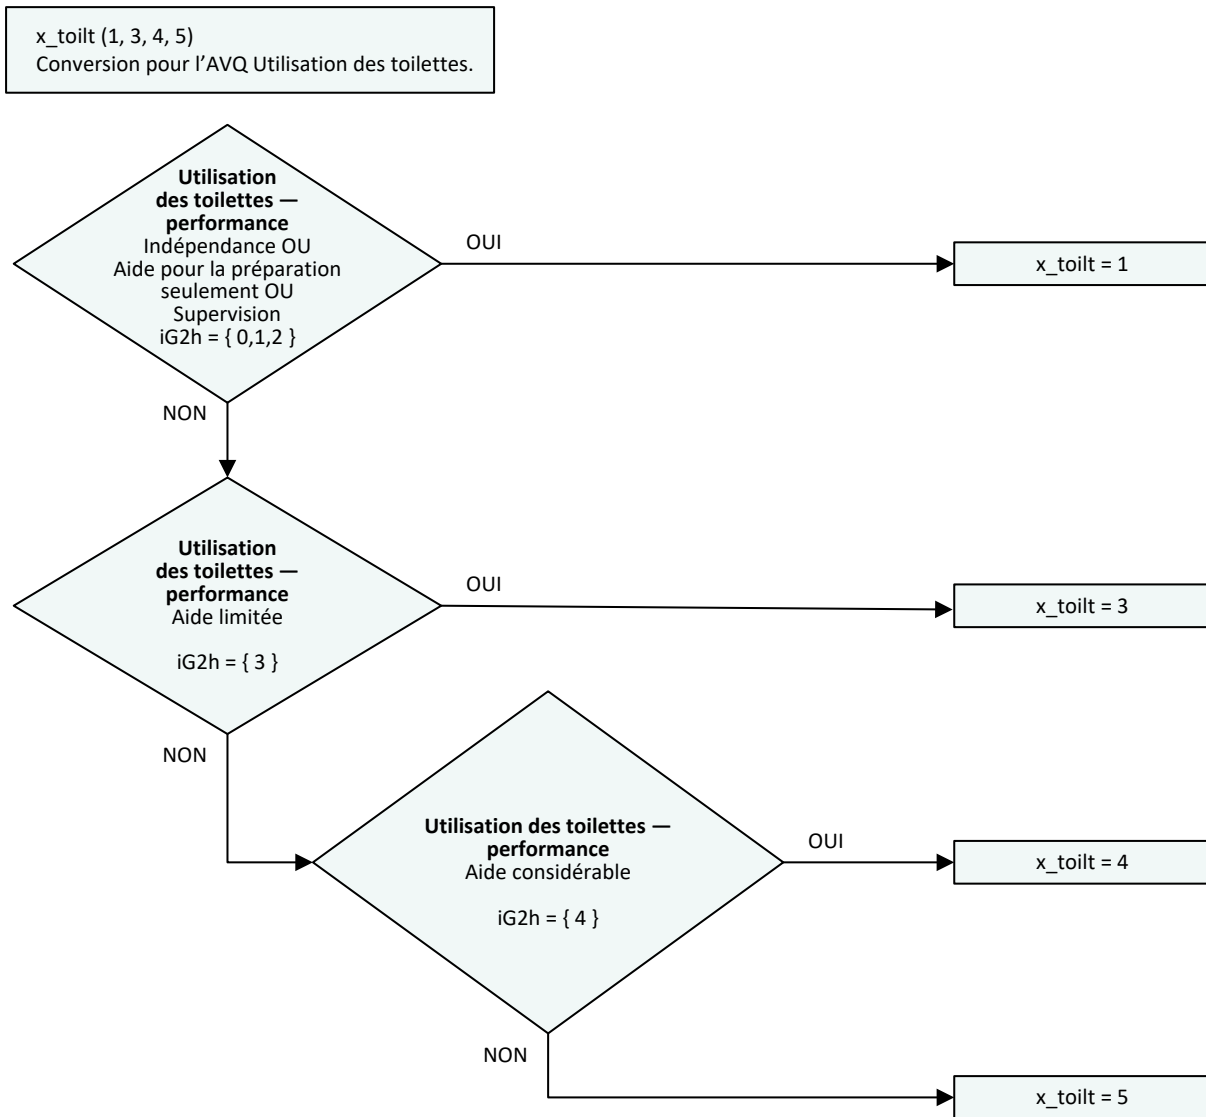 x_toilt (1, 3, 4, 5)
Conversion pour l’AVQ Utilisation des toilettes.
Utilisation
des toilettes —
performance
Indépendance OU
Aide pour la préparation
seulement OU
Supervision
iG2h = { 0,1,2 }
OUI
x_toilt = 1
NON
Utilisation
des toilettes —
performance
Aide limitée
iG2h = { 3 }
OUI
x_toilt = 3
NON
Utilisation des toilettes —
performance
Aide considérable
iG2h = { 4 }
OUI
x_toilt = 4
NON
x_toilt = 5